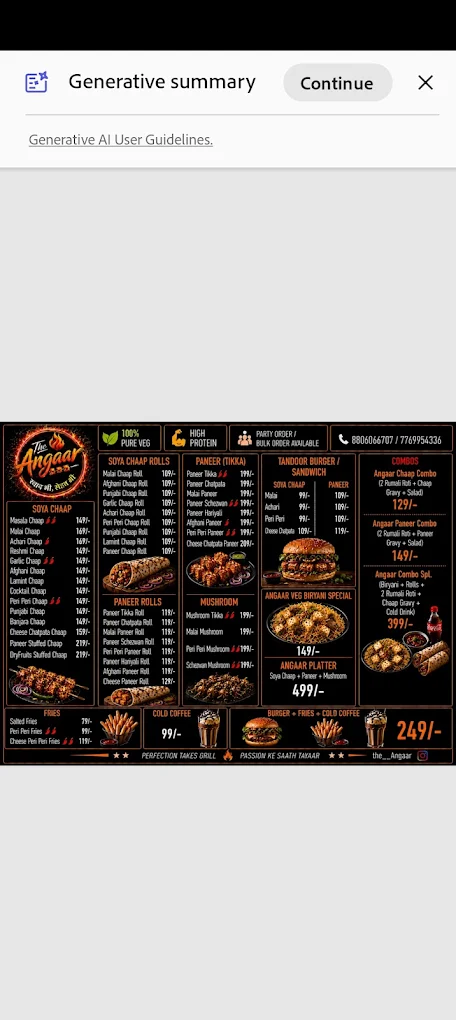 Generative summary
Continue
Generative AI User Guidelines.
The
Angaar
स्वाद भी, सेहत भी
100%
PURE VEG
HIGH
PROTEIN
PARTY ORDER /
BULK ORDER AVAILABLE
8806066707 / 7769954336
SOYA CHAAP
Masala Chaap 149/-
Malai Chaap 169/-
Achari Chaap 149/-
Reshmi Chaap 149/-
Garlic Chaap 149/-
Afghani Chaap 149/-
Lamint Chaap 149/-
Cocktail Chaap 149/-
Peri Peri Chaap 149/-
Punjabi Chaap 149/-
Banjara Chaap 149/-
Cheese Chatpata Chaap 159/-
Paneer Stuffed Chaap 219/-
DryFruits Stuffed Chaap 219/-
SOYA CHAAP ROLLS
Malai Chaap Roll 109/-
Afghani Chaap Roll 109/-
Punjabi Chaap Roll 109/-
Garlic Chaap Roll 109/-
Achari Chaap Roll 109/-
Peri Peri Chaap Roll 109/-
Punjabi Chaap Roll 109/-
Lamint Chaap Roll 109/-
Paneer Chaap Roll 109/-
PANEER ROLLS
Paneer Tikka Roll 119/-
Paneer Chatpata Roll 119/-
Malai Paneer Roll 119/-
Paneer Schezwan Roll 119/-
Peri Peri Paneer Roll 119/-
Paneer Hariyali Roll 119/-
Afghani Paneer Roll 119/-
Cheese Paneer Roll 129/-
PANEER (TIKKA)
Paneer Tikka 199/-
Paneer Chatpata 199/-
Malai Paneer 199/-
Paneer Schezwan 199/-
Paneer Hariyali 199/-
Afghani Paneer 199/-
Peri Peri Paneer 199/-
Cheese Chatpata Paneer 209/-
MUSHROOM
Mushroom Tikka 199/-
Malai Mushroom 199/-
Peri Peri Mushroom 199/-
Schezwan Mushroom 199/-
TANDOOR BURGER /
SANDWICH
SOYA CHAAP PANEER
Malai 99/- 109/-
Achari 99/- 109/-
Peri Peri 99/- 109/-
Cheese Chatpata 109/- 119/-
ANGAAR VEG BIRYANI SPECIAL
149/-
ANGAAR PLATTER
Soya Chaap + Paneer + Mushroom
499/-
COMBOS
Angaar Chaap Combo
(2 Rumali Roti + Chaap
Gravy + Salad)
129/-
Angaar Paneer Combo
(2 Rumali Roti + Paneer
Gravy + Salad)
149/-
Angaar Combo Spl.
(Biryani + Rolls +
2 Rumali Roti +
Chaap Gravy +
Cold Drink)
399/-
FRIES
Salted Fries 79/-
Peri Peri Fries 99/-
Cheese Peri Peri Fries 119/-
COLD COFFEE
99/-
BURGER + FRIES + COLD COFFEE
249/-
PERFECTION TAKES GRILL PASSION KE SAATH TAYAAR
the__Angaar